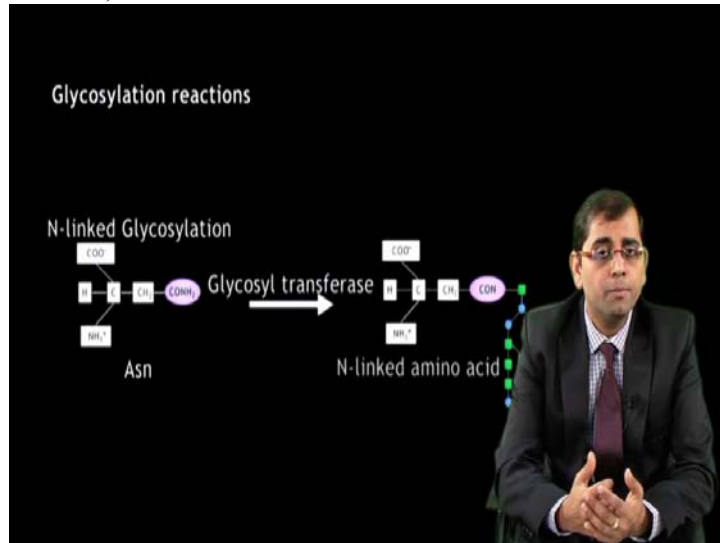 Glycosylation reactions
N-linked Glycosylation
COO⁻
H C CH₂ CONH₂
NH₃⁺
Asn
Glycosyl transferase
COO⁻
H C CH₂ CON
NH₃⁺
N-linked amino acid